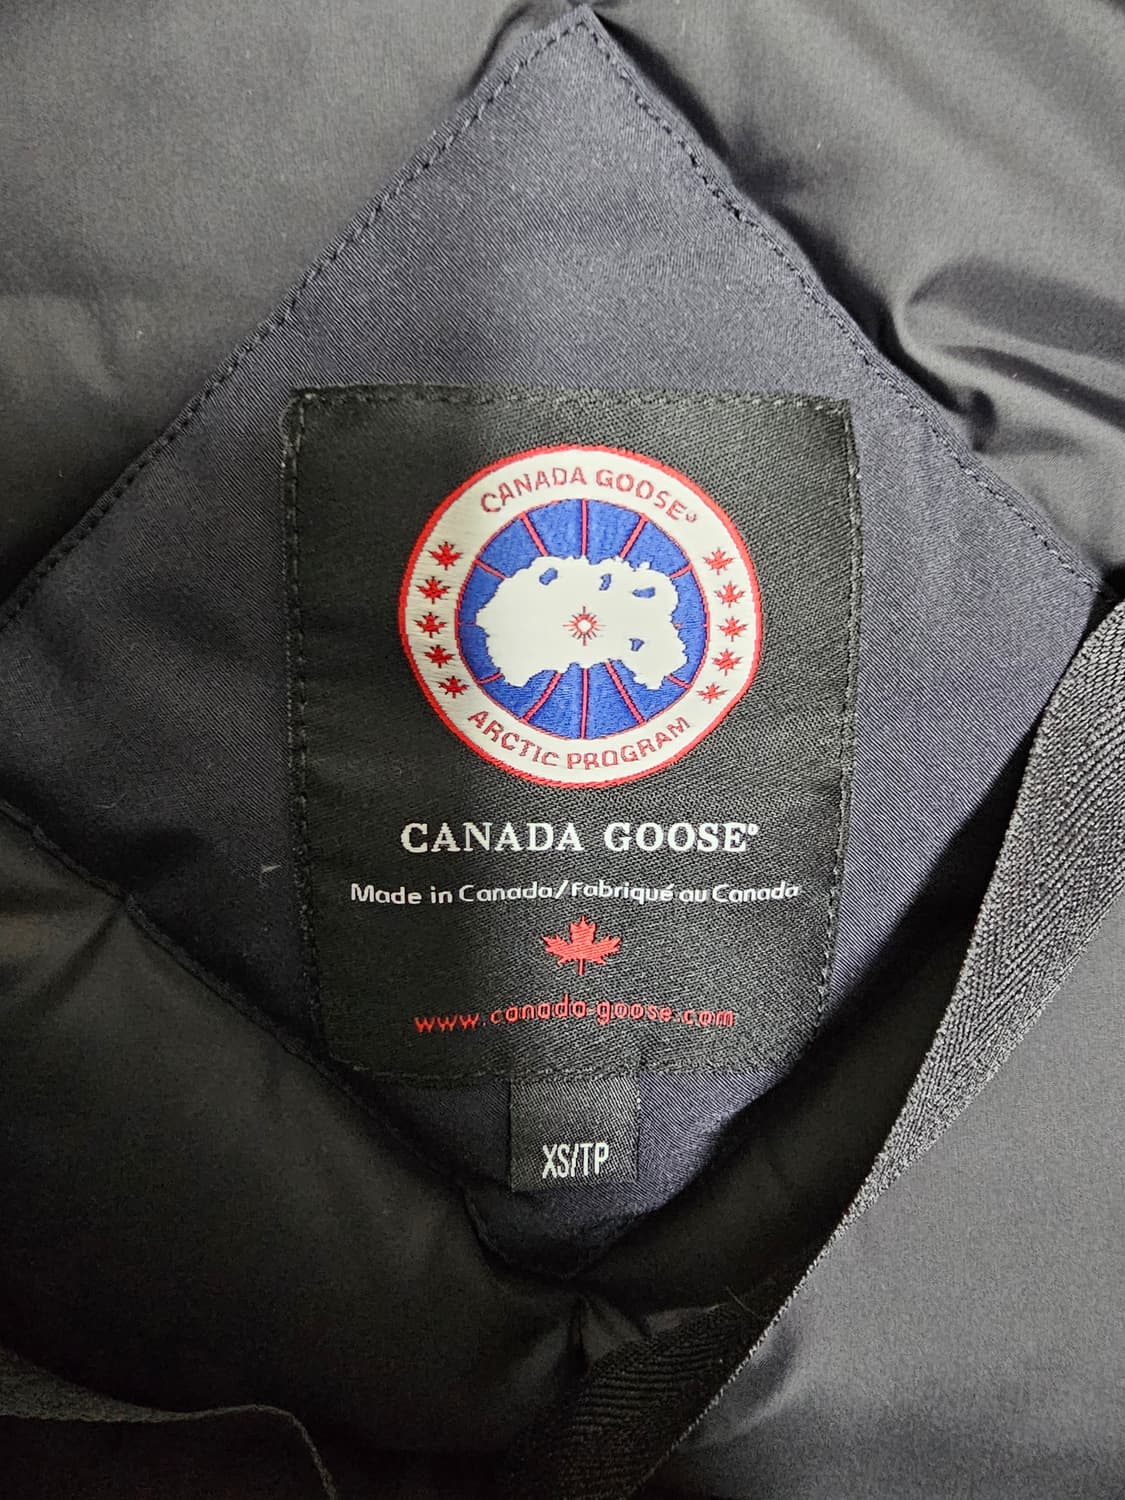 CANADA GOOSE®
ARCTIC PROGRAM
CANADA GOOSE®
Made in Canada/Fabriqué au Canada
www.canada-goose.com
XS/TP